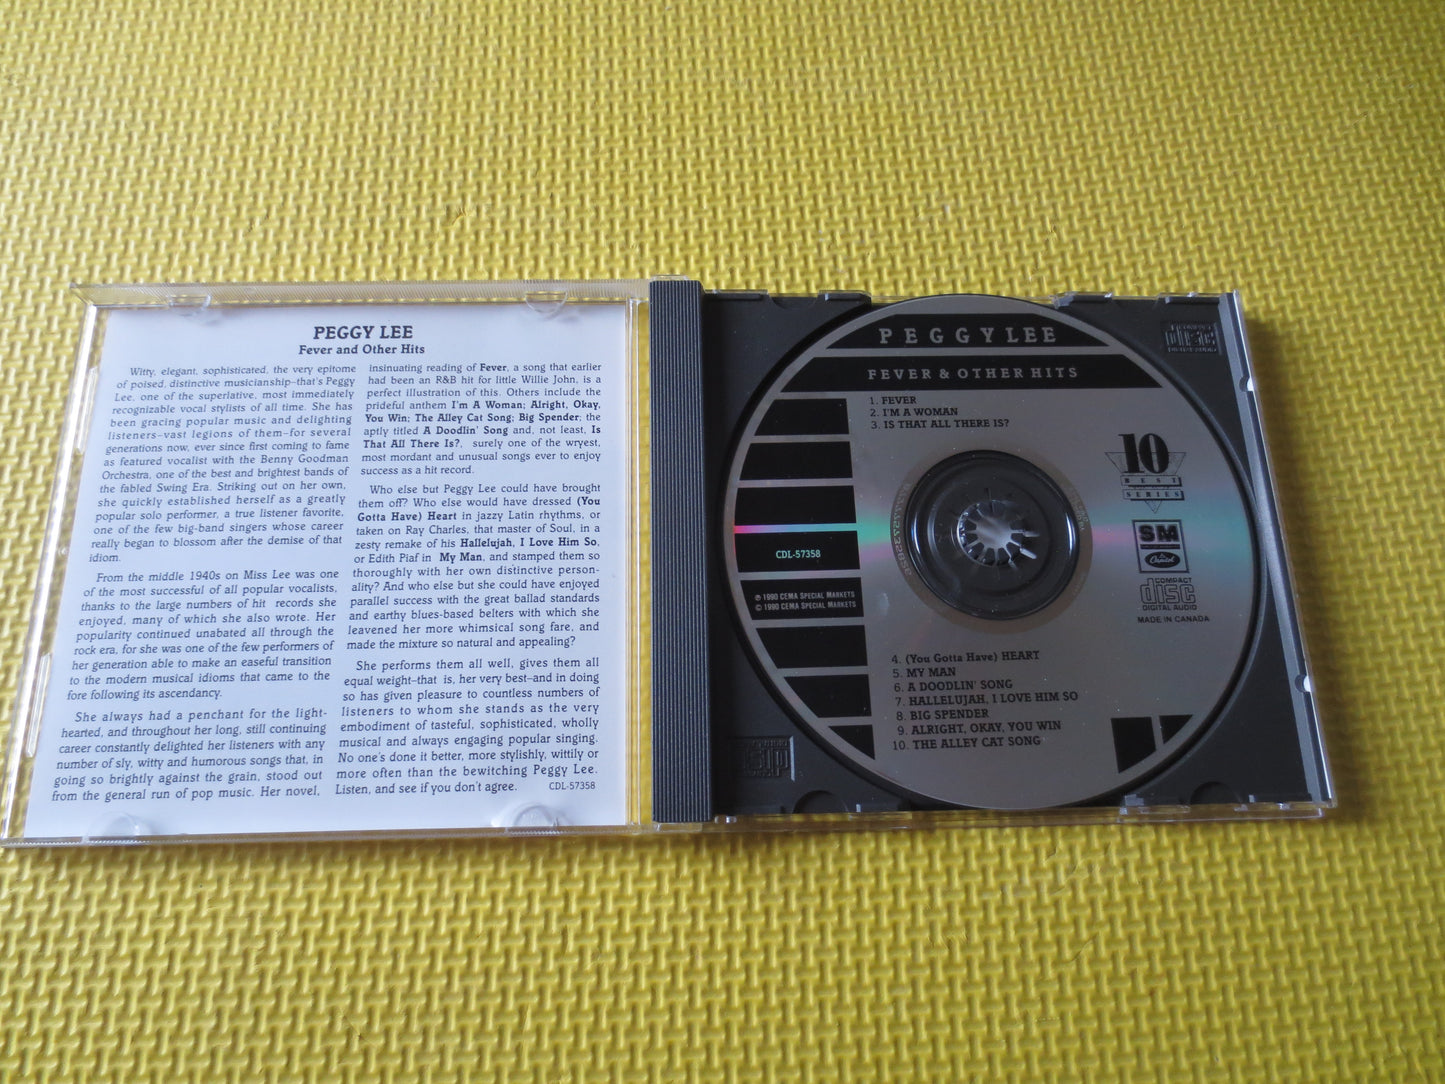 PEGGY LEE
Fever and Other Hits
Witty, elegant, sophisticated, the very epitome
of poised, distinctive musicianship–that's Peggy
Lee, one of the superlative, most immediately
recognizable vocal stylists of all time. She has
been gracing popular music and delighting
listeners–vast legions of them–for several
generations now, ever since first coming to fame
as featured vocalist with the Benny Goodman
Orchestra, one of the best and brightest bands of
the fabled Swing Era. Striking out on her own,
she quickly established herself as a greatly
popular solo performer, a true listener favorite,
one of the few big-band singers whose career
really began to blossom after the demise of that
idiom.
From the middle 1940s on Miss Lee was one
of the most successful of all popular vocalists,
thanks to the large numbers of hit records she
enjoyed, many of which she also wrote. Her
popularity continued unabated all through the
rock era, for she was one of the few performers of
her generation able to make an easeful transition
to the modern musical idioms that came to the
fore following its ascendancy.
She always had a penchant for the light-
hearted, and throughout her long, still continuing
career constantly delighted her listeners with any
number of sly, witty and humorous songs that, in
going so brightly against the grain, stood out
from the general run of pop music. Her novel,
insinuating reading of Fever, a song that earlier
had been an R&B hit for little Willie John, is a
perfect illustration of this. Others include the
prideful anthem I'm A Woman; Alright, Okay,
You Win; The Alley Cat Song; Big Spender; the
aptly titled A Doodlin' Song and, not least, Is
That All There Is?, surely one of the wryest,
most mordant and unusual songs ever to enjoy
success as a hit record.
Who else but Peggy Lee could have brought
them off? Who else would have dressed (You
Gotta Have) Heart in jazzy Latin rhythms, or
taken on Ray Charles, that master of Soul, in a
zesty remake of his Hallelujah, I Love Him So,
or Edith Piaf in My Man, and stamped them so
thoroughly with her own distinctive person-
ality? And who else but she could have enjoyed
parallel success with the great ballad standards
and earthy blues-based belters with which she
leavened her more whimsical song fare, and
made the mixture so natural and appealing?
She performs them all well, gives them all
equal weight–that is, her very best–and in doing
so has given pleasure to countless numbers of
listeners to whom she stands as the very
embodiment of tasteful, sophisticated, wholly
musical and always engaging popular singing.
No one's done it better, more stylishly, wittily or
more often than the bewitching Peggy Lee.
Listen, and see if you don't agree. CDL-57358
PEGGY LEE
FEVER & OTHER HITS
1. FEVER
2. I'M A WOMAN
3. IS THAT ALL THERE IS?
10
BEST
SERIES
SM
Capitol
COMPACT
disc
DIGITAL AUDIO
MADE IN CANADA
CDL-57358
℗ 1990 CEMA SPECIAL MARKETS
© 1990 CEMA SPECIAL MARKETS
4. (You Gotta Have) HEART
5. MY MAN
6. A DOODLIN' SONG
7. HALLELUJAH, I LOVE HIM SO
8. BIG SPENDER
9. ALRIGHT, OKAY, YOU WIN
10. THE ALLEY CAT SONG
COMPACT
disc
DIGITAL AUDIO